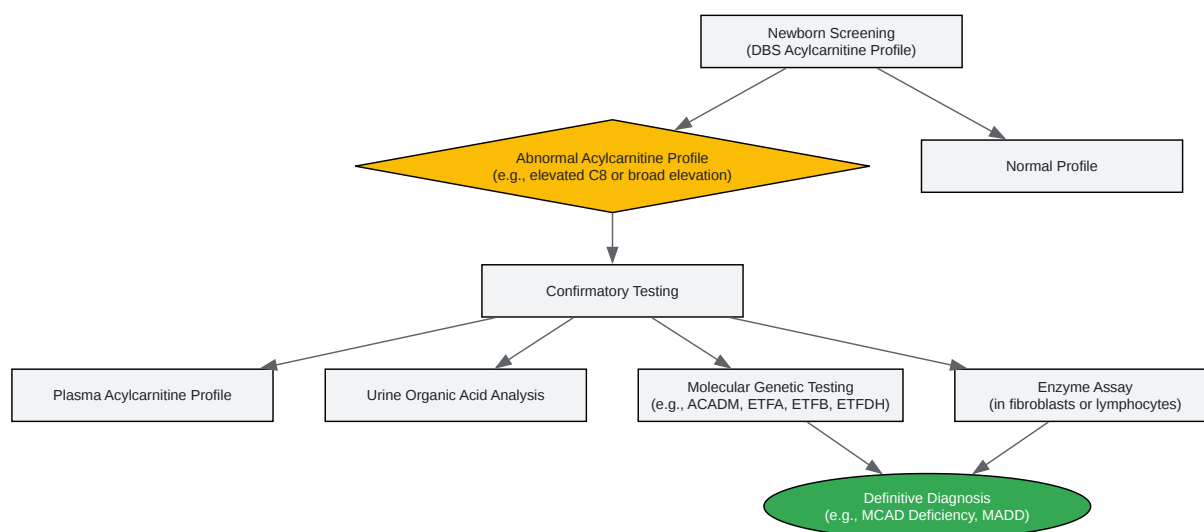 Newborn Screening
(DBS Acylcarnitine Profile)
Abnormal Acylcarnitine Profile
(e.g., elevated C8 or broad elevation)
Normal Profile
Confirmatory Testing
Plasma Acylcarnitine Profile
Urine Organic Acid Analysis
Molecular Genetic Testing
(e.g., ACADM, ETFA, ETFB, ETFDH)
Enzyme Assay
(in fibroblasts or lymphocytes)
Definitive Diagnosis
(e.g., MCAD Deficiency, MADD)